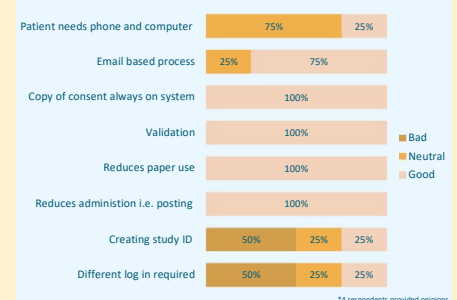 Patient needs phone and computer 75% 25%
Email based process 25% 75%
Copy of consent always on system 100%
Validation 100%
Reduces paper use 100%
Reduces administion i.e. posting 100%
Creating study ID 50% 25% 25%
Different log in required 50% 25% 25%
Bad
Neutral
Good
*4 respondents provided opinions